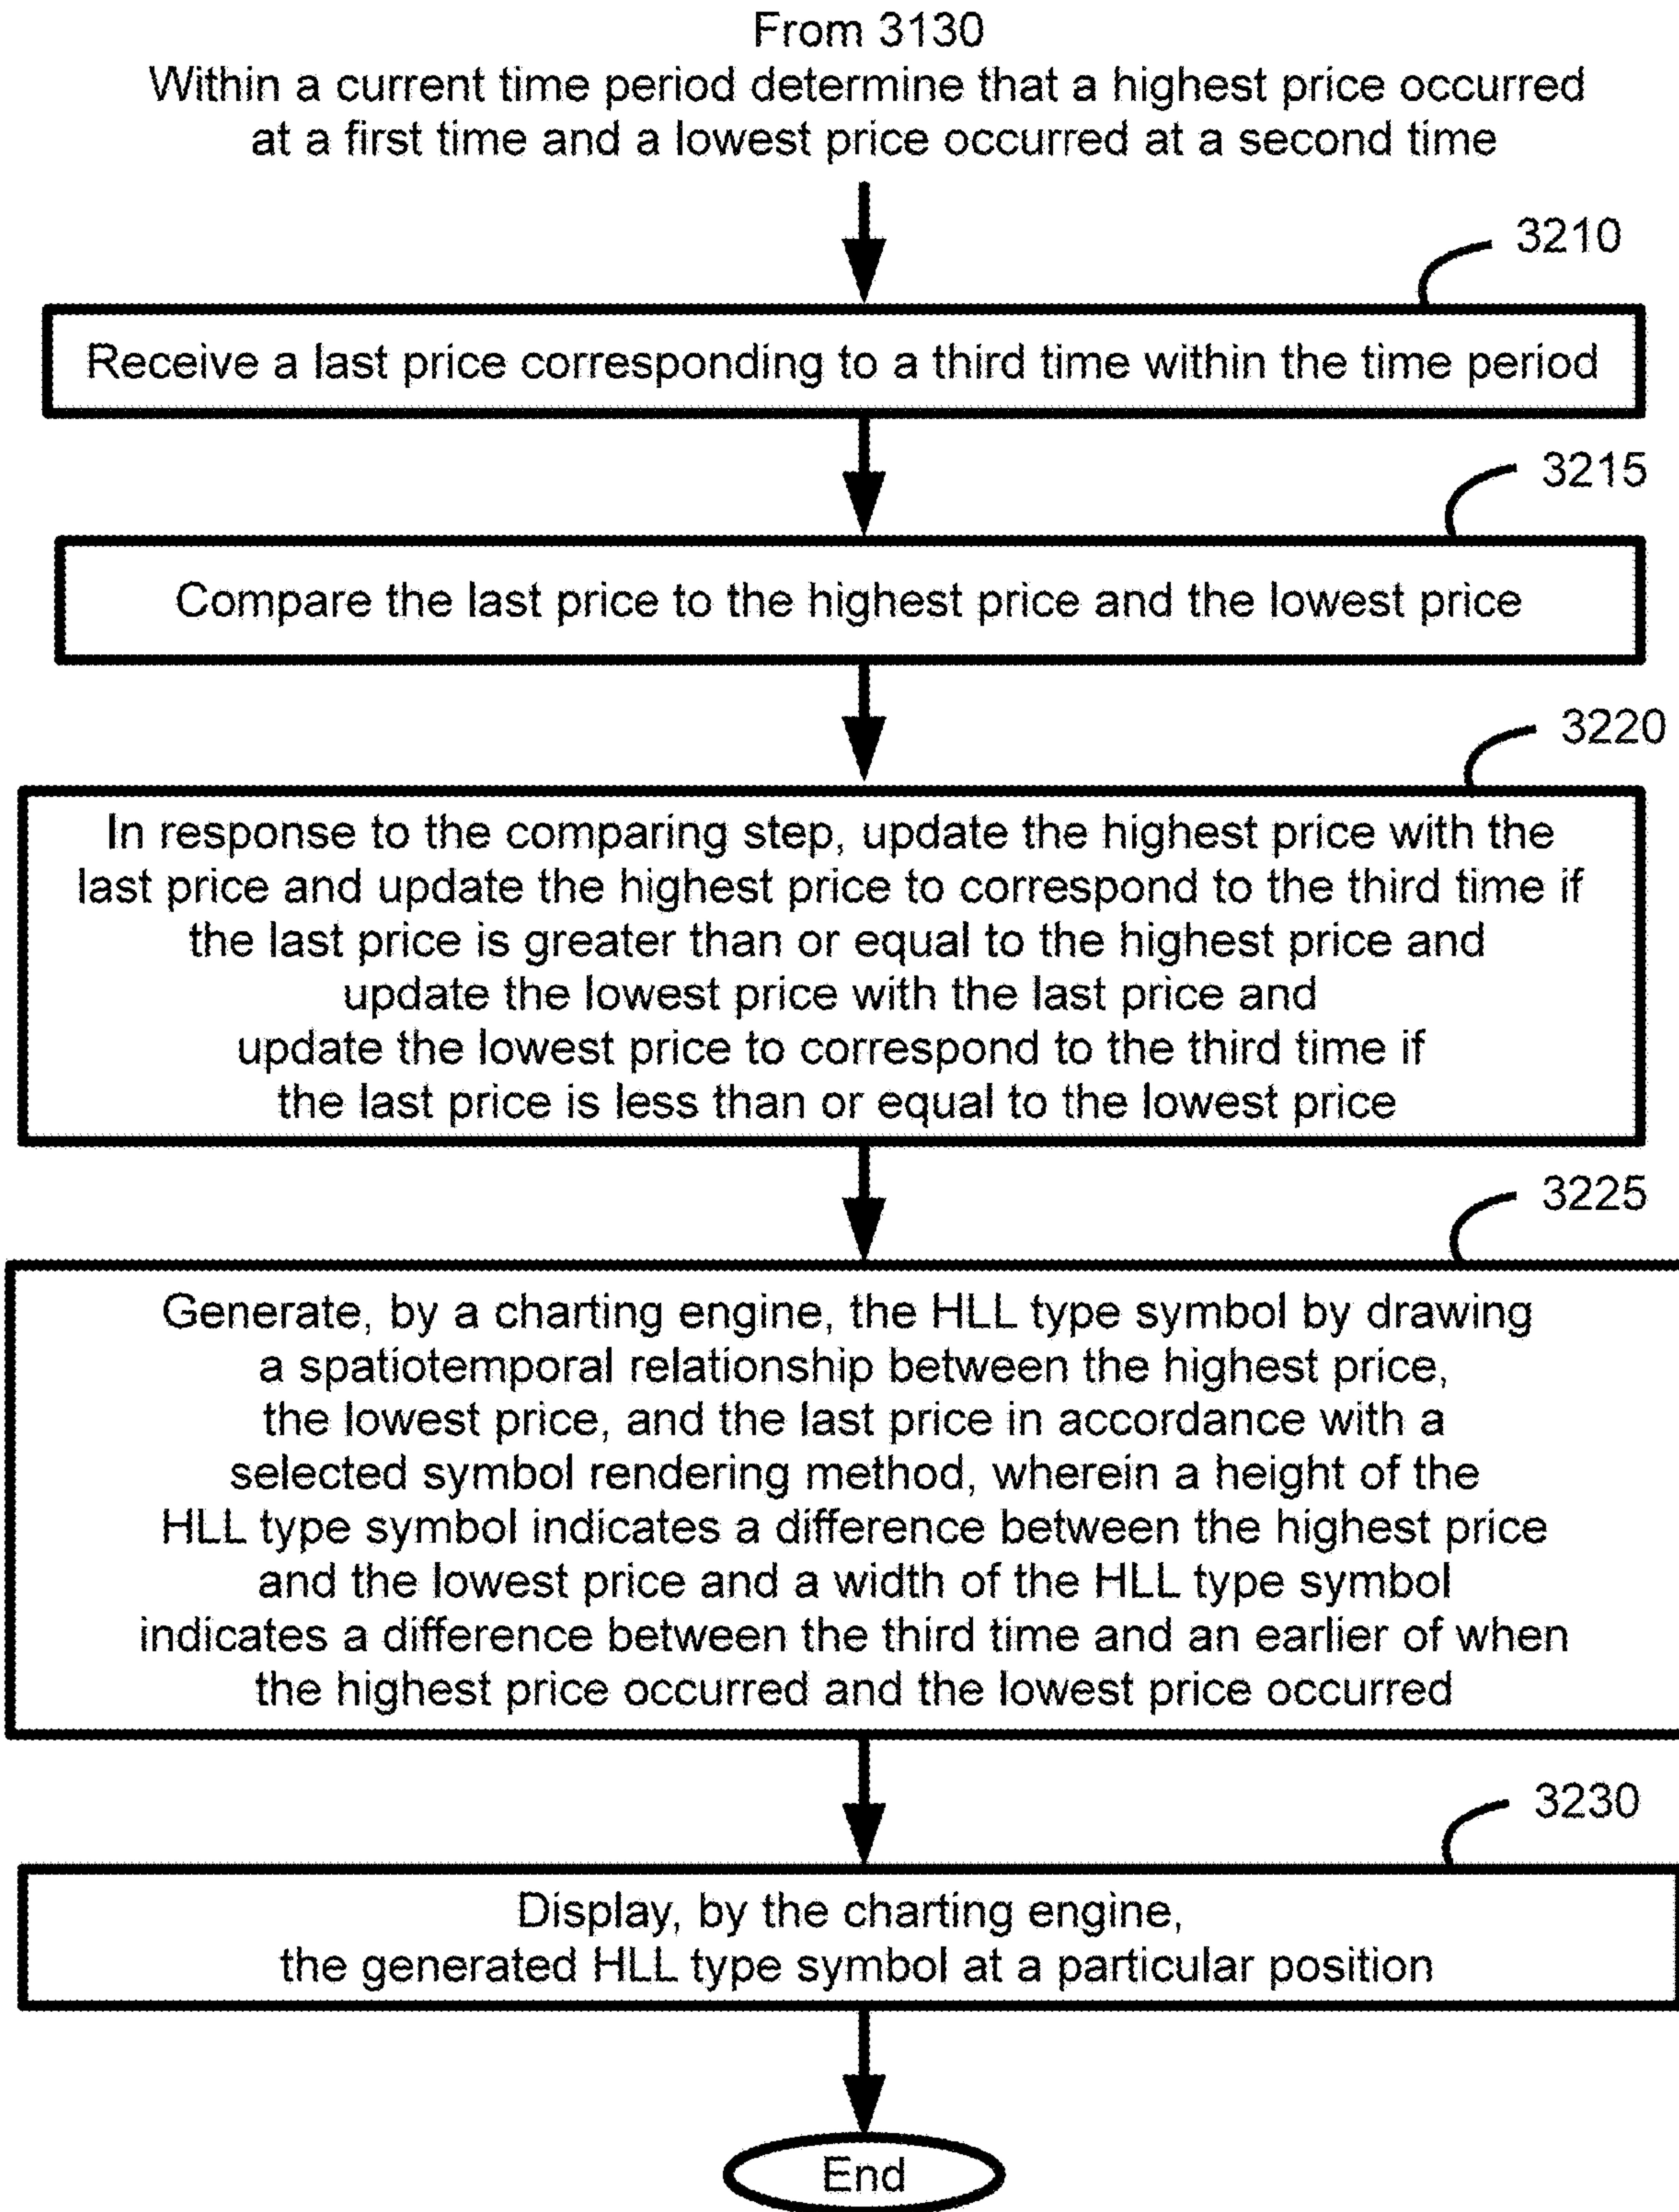 From 3130
Within a current time period determine that a highest price occurred
at a first time and a lowest price occurred at a second time
3210
Receive a last price corresponding to a third time within the time period
3215
Compare the last price to the highest price and the lowest price
3220
In response to the comparing step, update the highest price with the
last price and update the highest price to correspond to the third time if
the last price is greater than or equal to the highest price and
update the lowest price with the last price and
update the lowest price to correspond to the third time if
the last price is less than or equal to the lowest price
3225
Generate, by a charting engine, the HLL type symbol by drawing
a spatiotemporal relationship between the highest price,
the lowest price, and the last price in accordance with a
selected symbol rendering method, wherein a height of the
HLL type symbol indicates a difference between the highest price
and the lowest price and a width of the HLL type symbol
indicates a difference between the third time and an earlier of when
the highest price occurred and the lowest price occurred
3230
Display, by the charting engine,
the generated HLL type symbol at a particular position
End